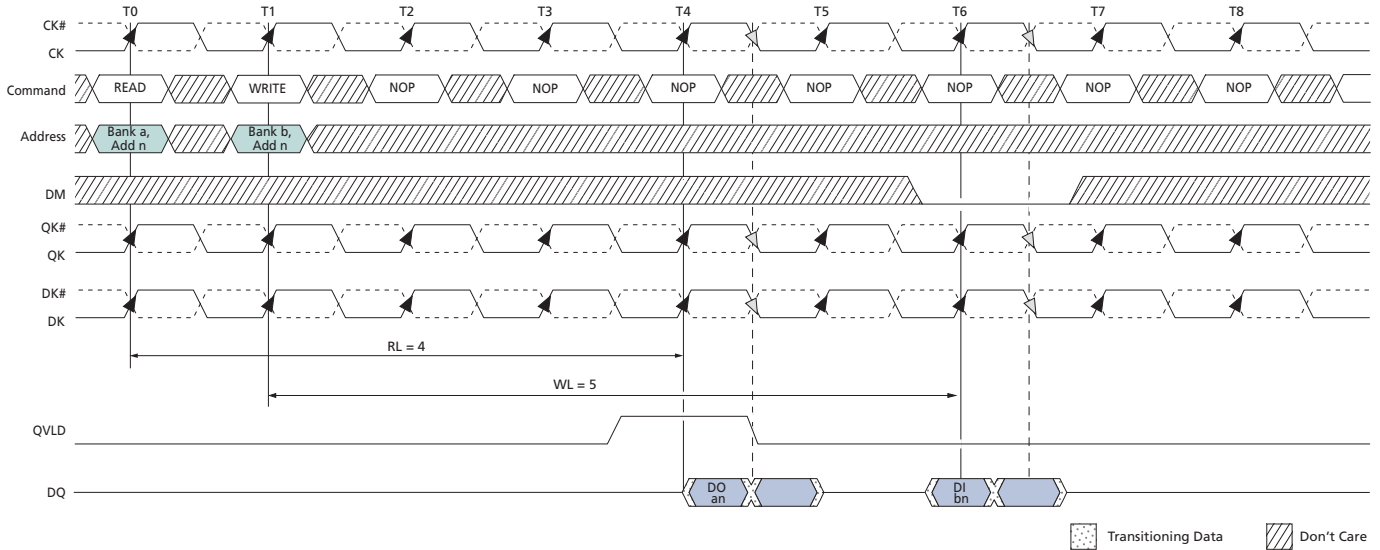 T0 T1 T2 T3 T4 T5 T6 T7 T8
CK#
CK
Command READ WRITE NOP NOP NOP NOP NOP NOP NOP
Address Bank a, Add n Bank b, Add n
DM
QK#
QK
DK#
DK
RL = 4
WL = 5
QVLD
DQ DO an DI bn
Transitioning Data Don't Care